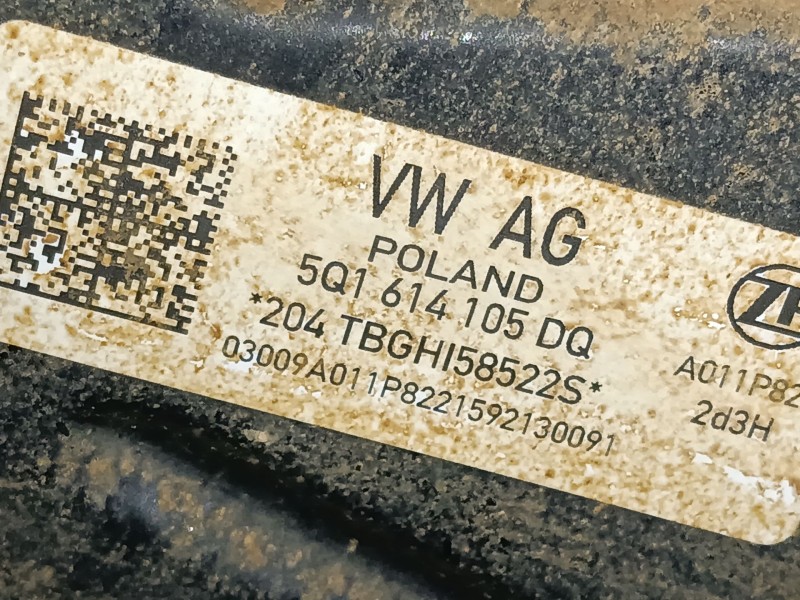 VW AG
POLAND
5Q1 614 105 DQ
*204 TBGHI58522S*
03009A011P8221592130091
A011P82
2d3H